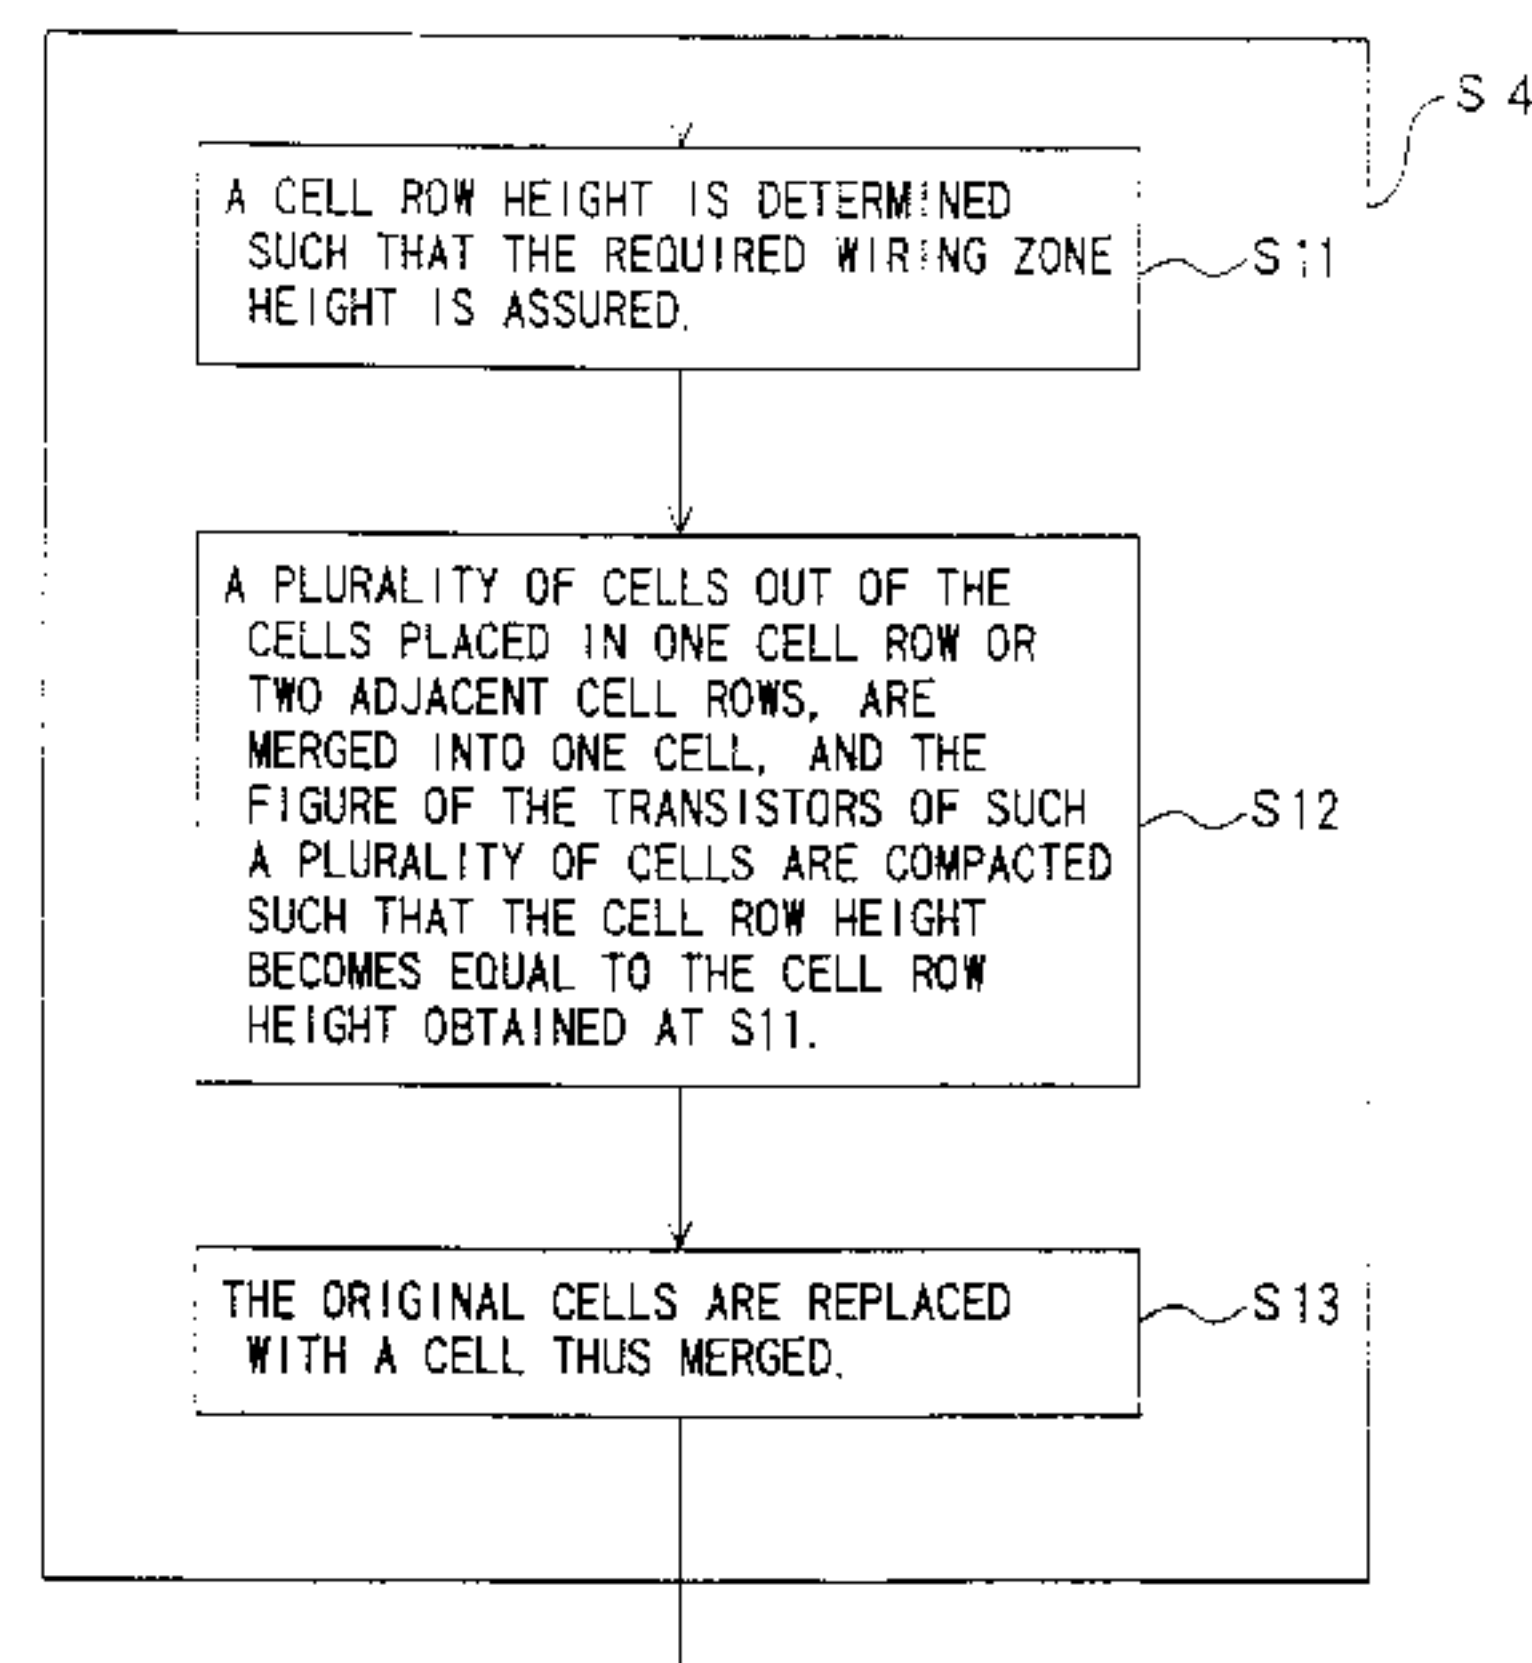 S 4
A CELL ROW HEIGHT IS DETERMINED
SUCH THAT THE REQUIRED WIRING ZONE
HEIGHT IS ASSURED.
S11
A PLURALITY OF CELLS OUT OF THE
CELLS PLACED IN ONE CELL ROW OR
TWO ADJACENT CELL ROWS, ARE
MERGED INTO ONE CELL, AND THE
FIGURE OF THE TRANSISTORS OF SUCH
A PLURALITY OF CELLS ARE COMPACTED
SUCH THAT THE CELL ROW HEIGHT
BECOMES EQUAL TO THE CELL ROW
HEIGHT OBTAINED AT S11.
S12
THE ORIGINAL CELLS ARE REPLACED
WITH A CELL THUS MERGED.
S13